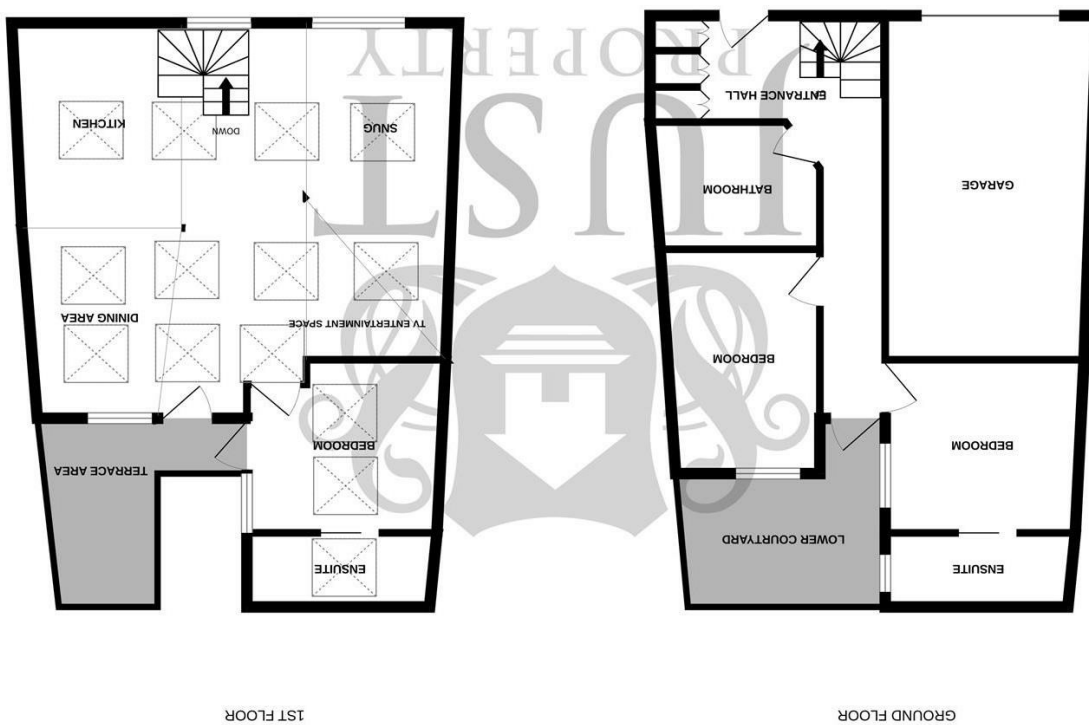 GROUND FLOOR
ENSUITE
LOWER COURTYARD
BEDROOM
BEDROOM
GARAGE
BATHROOM
ENTRANCE HALL
1ST FLOOR
ENSUITE
TERRACE AREA
BEDROOM
TV ENTERTAINMENT SPACE
DINING AREA
SNUG
DOWN
KITCHEN
JUST
PROPERTY